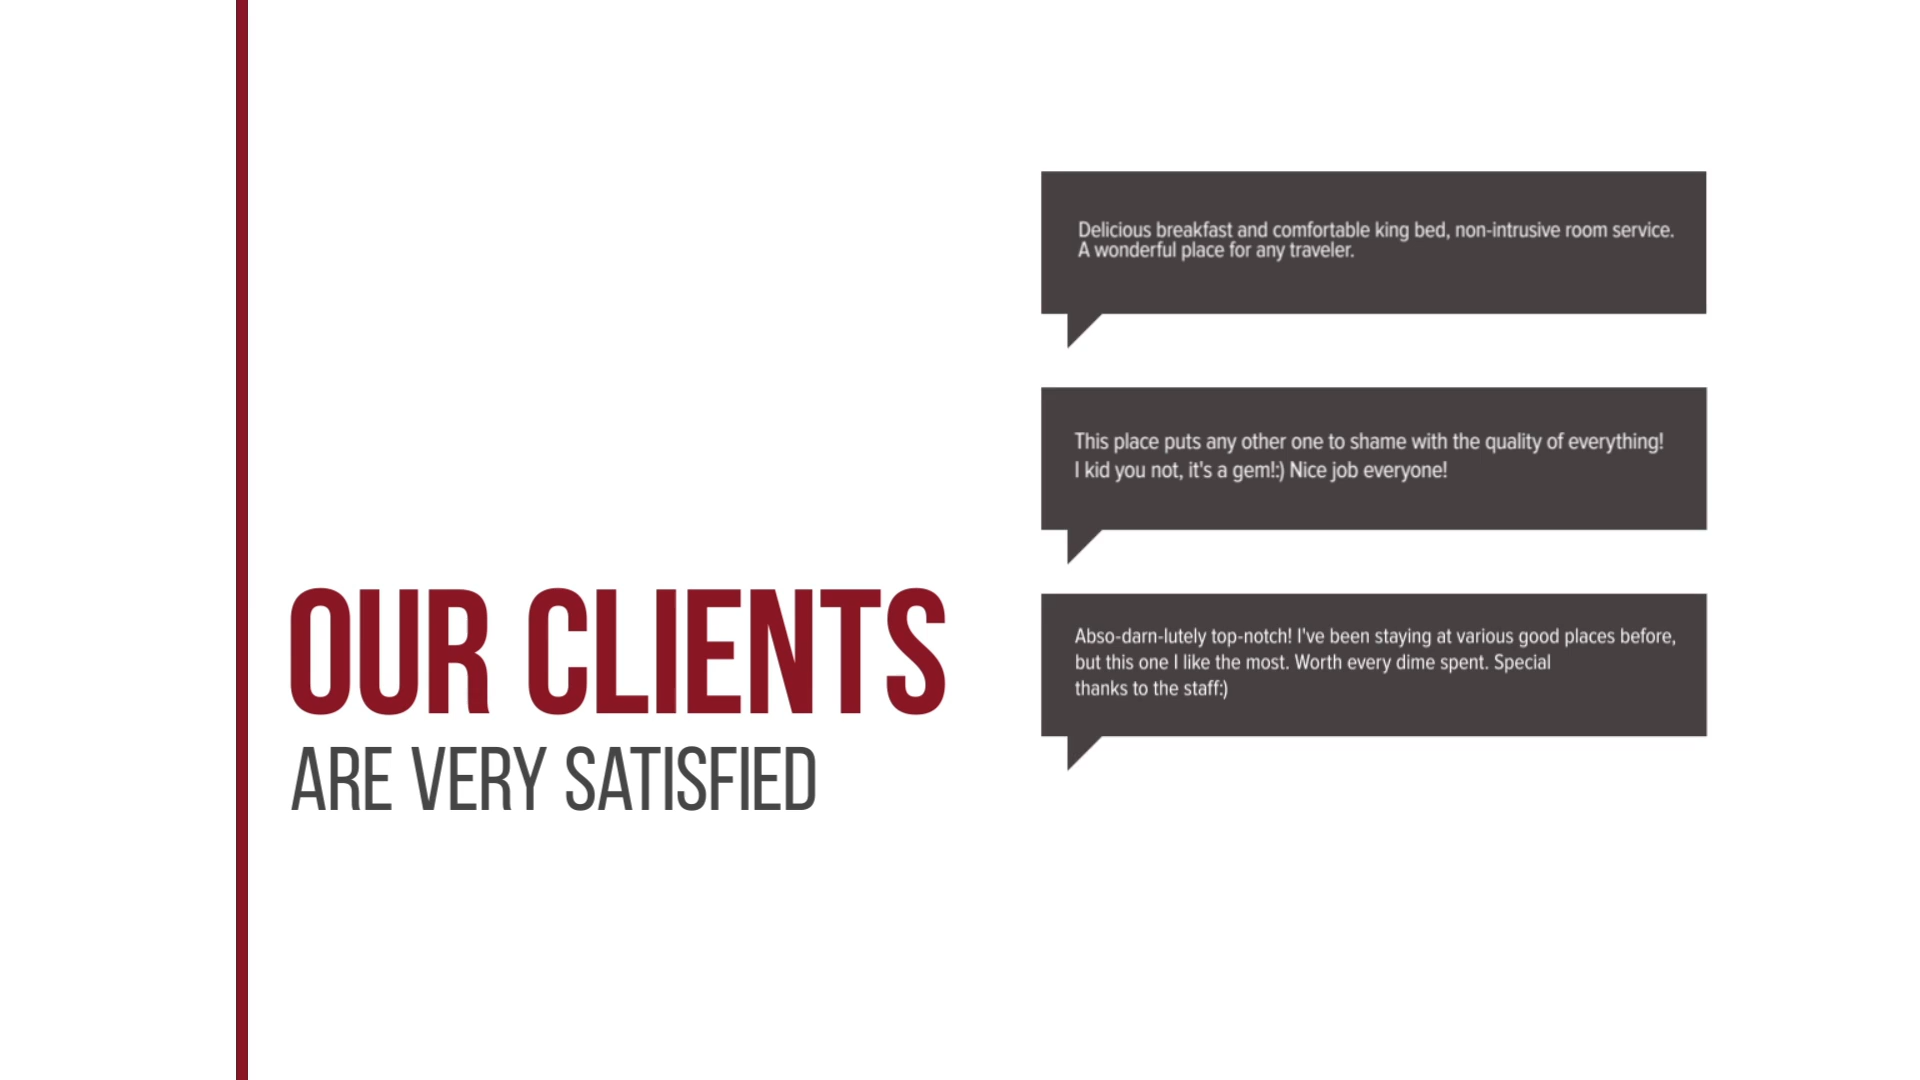 OUR CLIENTS
ARE VERY SATISFIED
Delicious breakfast and comfortable king bed, non-intrusive room service.
A wonderful place for any traveler.
This place puts any other one to shame with the quality of everything!
I kid you not, it's a gem!:) Nice job everyone!
Abso-darn-lutely top-notch! I've been staying at various good places before,
but this one I like the most. Worth every dime spent. Special
thanks to the staff:)